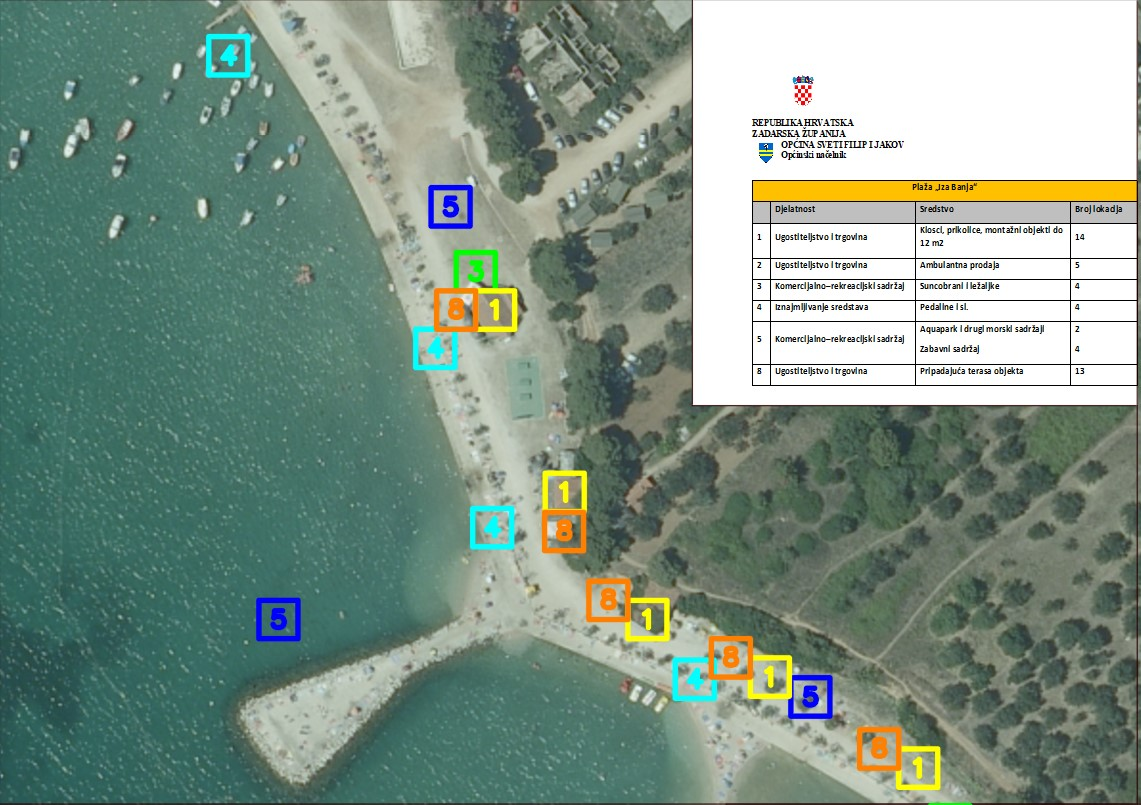 4
5
3
8 1
4
1
4 8
8
5 1
8
4 1
5
8
1
REPUBLIKA HRVATSKA
ZADARSKA ŽUPANIJA
OPĆINA SVETI FILIP I JAKOV
Općinski načelnik
Plaža „Iza Banja“
Djelatnost Sredstvo Broj lokacija
1 Ugostiteljstvo i trgovina Kiosci, prikolice, montažni objekti do 12 m2 14
2 Ugostiteljstvo i trgovina Ambulantna prodaja 5
3 Komercijalno–rekreacijski sadržaj Suncobrani i ležaljke 4
4 Iznajmljivanje sredstava Pedaline i sl. 4
5 Komercijalno–rekreacijski sadržaj Aquapark i drugi morski sadržaji 2
Zabavni sadržaj 4
8 Ugostiteljstvo i trgovina Pripadajuća terasa objekta 13